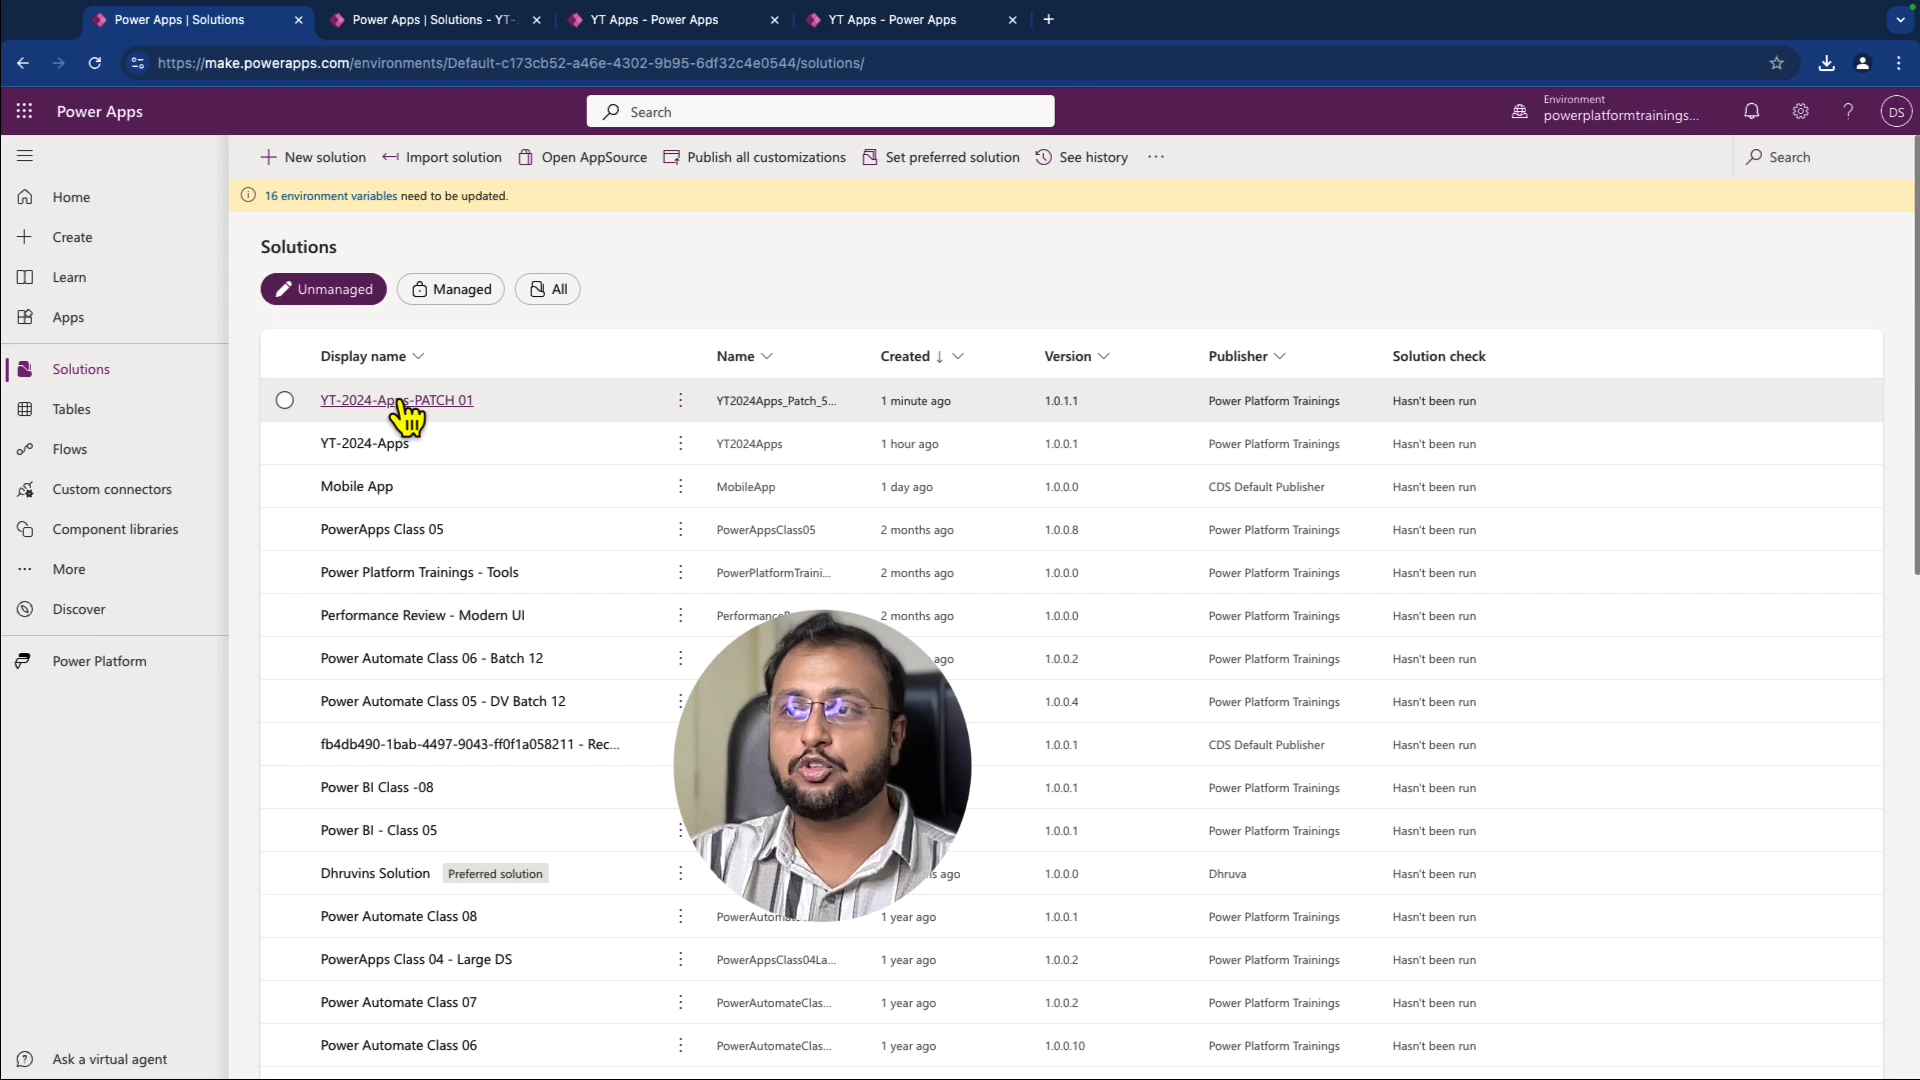 Power Apps | Solutions
Power Apps | Solutions - YT-
YT Apps - Power Apps
YT Apps - Power Apps
https://make.powerapps.com/environments/Default-c173cb52-a46e-4302-9b95-6df32c4e0544/solutions/
Power Apps
Search
Environment
powerplatformtrainings...
DS
New solution
Import solution
Open AppSource
Publish all customizations
Set preferred solution
See history
Search
16 environment variables need to be updated.
Home
Create
Learn
Apps
Solutions
Tables
Flows
Custom connectors
Component libraries
More
Discover
Power Platform
Ask a virtual agent
Solutions
Unmanaged
Managed
All
Display name Name Created Version Publisher Solution check
YT-2024-Apps-PATCH 01 YT2024Apps_Patch_5... 1 minute ago 1.0.1.1 Power Platform Trainings Hasn't been run
YT-2024-Apps YT2024Apps 1 hour ago 1.0.0.1 Power Platform Trainings Hasn't been run
Mobile App MobileApp 1 day ago 1.0.0.0 CDS Default Publisher Hasn't been run
PowerApps Class 05 PowerAppsClass05 2 months ago 1.0.0.8 Power Platform Trainings Hasn't been run
Power Platform Trainings - Tools PowerPlatformTraini... 2 months ago 1.0.0.0 Power Platform Trainings Hasn't been run
Performance Review - Modern UI 2 months ago 1.0.0.0 Power Platform Trainings Hasn't been run
Power Automate Class 06 - Batch 12 ago 1.0.0.2 Power Platform Trainings Hasn't been run
Power Automate Class 05 - DV Batch 12 1.0.0.4 Power Platform Trainings Hasn't been run
fb4db490-1bab-4497-9043-ff0f1a058211 - Rec... 1.0.0.1 CDS Default Publisher Hasn't been run
Power BI Class -08 1.0.0.1 Power Platform Trainings Hasn't been run
Power BI - Class 05 1.0.0.1 Power Platform Trainings Hasn't been run
Dhruvins Solution Preferred solution ago 1.0.0.0 Dhruva Hasn't been run
Power Automate Class 08 1 year ago 1.0.0.1 Power Platform Trainings Hasn't been run
PowerApps Class 04 - Large DS PowerAppsClass04La... 1 year ago 1.0.0.2 Power Platform Trainings Hasn't been run
Power Automate Class 07 PowerAutomateClas... 1 year ago 1.0.0.2 Power Platform Trainings Hasn't been run
Power Automate Class 06 PowerAutomateClas... 1 year ago 1.0.0.10 Power Platform Trainings Hasn't been run